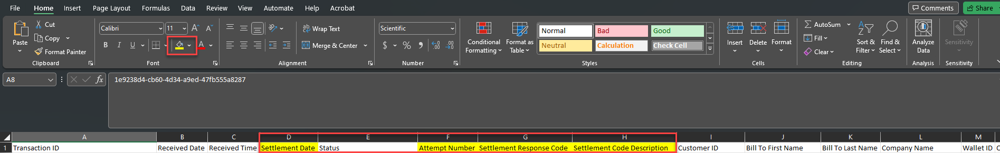 File Home Insert Page Layout Formulas Data Review View Automate Help Acrobat Comments Share
Paste Cut Copy Format Painter Clipboard
Calibri 11 A A B I U A Font
ab Wrap Text Merge & Center Alignment
Scientific $ % 9 Number
Conditional Formatting Format as Table Normal Bad Good Neutral Calculation Check Cell Styles
Insert Delete Format Cells
AutoSum Fill Clear Sort & Filter Find & Select Editing
Analyze Data Analysis
Sensitivity Sensitivity
A8 fx 1e9238d4-cb60-4d34-a9ed-47fb555a8287
A B C D E F G H I J K L M
1 Transaction ID Received Date Received Time Settlement Date Status Attempt Number Settlement Response Code Settlement Code Description Customer ID Bill To First Name Bill To Last Name Company Name Wallet ID